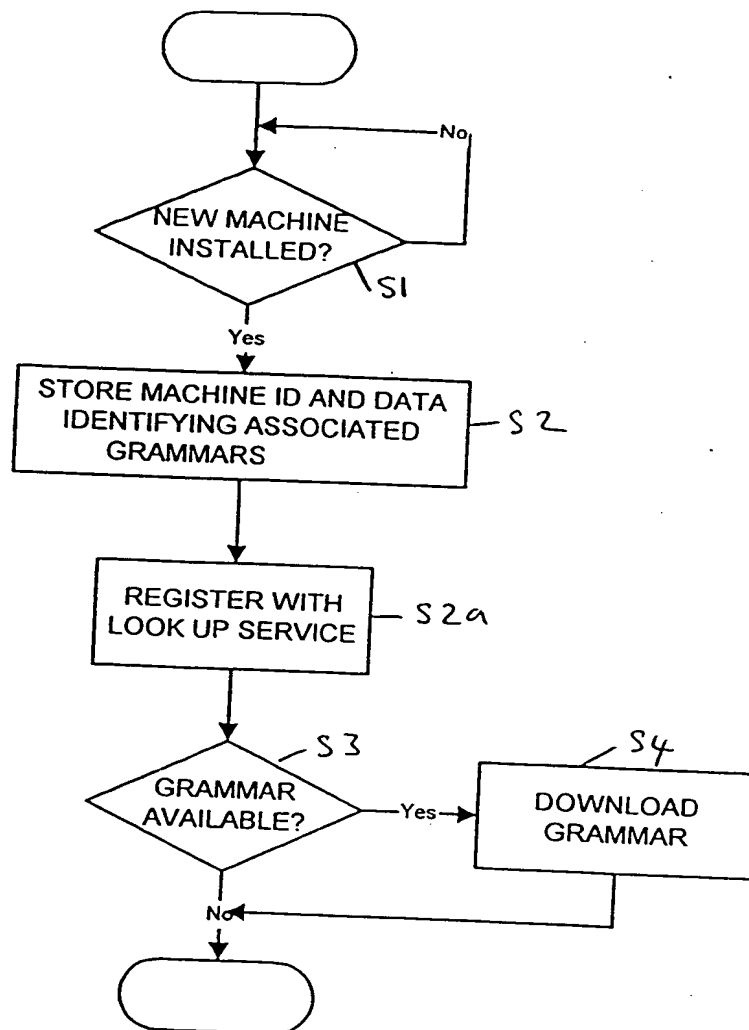 No
NEW MACHINE
INSTALLED?
S1
Yes
STORE MACHINE ID AND DATA
IDENTIFYING ASSOCIATED
GRAMMARS
S2
REGISTER WITH
LOOK UP SERVICE
S2a
S3
GRAMMAR
AVAILABLE?
Yes
S4
DOWNLOAD
GRAMMAR
No